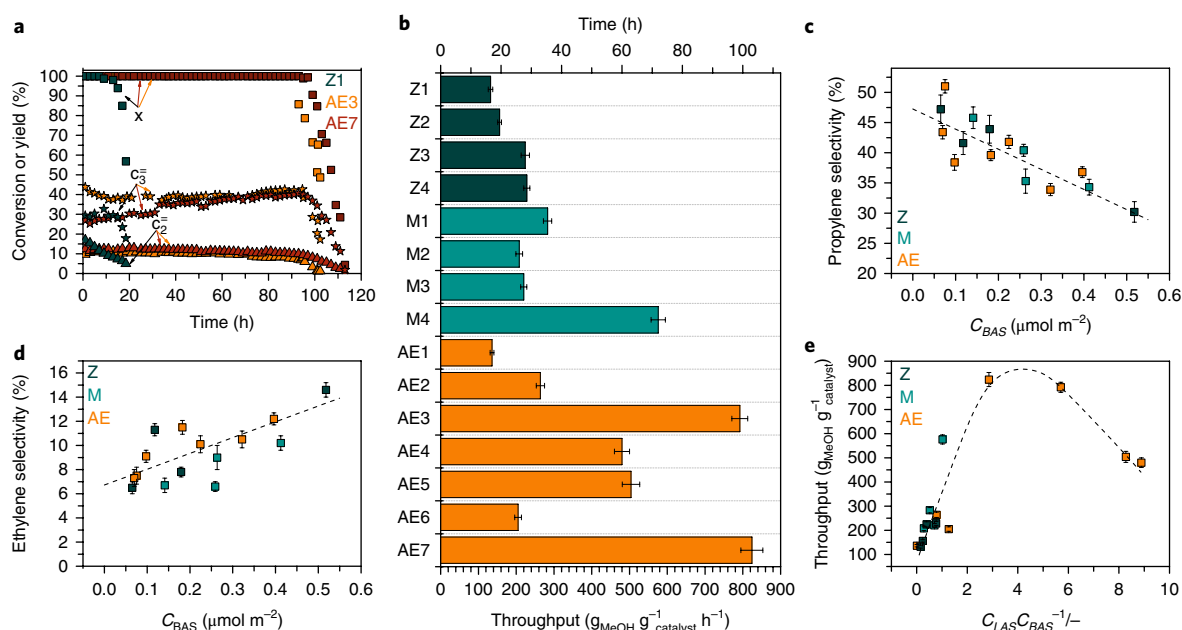 a
Conversion or yield (%)
100
90
80
70
60
50
40
30
20
10
0
Z1
AE3
AE7
X
C₃⁼
C₂⁼
0 20 40 60 80 100 120
Time (h)
b
Time (h)
0 20 40 60 80 100
Z1
Z2
Z3
Z4
M1
M2
M3
M4
AE1
AE2
AE3
AE4
AE5
AE6
AE7
0 100 200 300 400 500 600 700 800 900
Throughput (gMeOH g⁻¹catalyst h⁻¹)
c
Propylene selectivity (%)
50
45
40
35
30
25
20
Z
M
AE
0.0 0.1 0.2 0.3 0.4 0.5 0.6
CBAS (μmol m⁻²)
d
Ethylene selectivity (%)
16
14
12
10
8
6
4
2
0
Z
M
AE
0.0 0.1 0.2 0.3 0.4 0.5 0.6
CBAS (μmol m⁻²)
e
Throughput (gMeOH g⁻¹catalyst)
900
800
700
600
500
400
300
200
100
Z
M
AE
0 2 4 6 8 10
CLASCBAS⁻¹/–